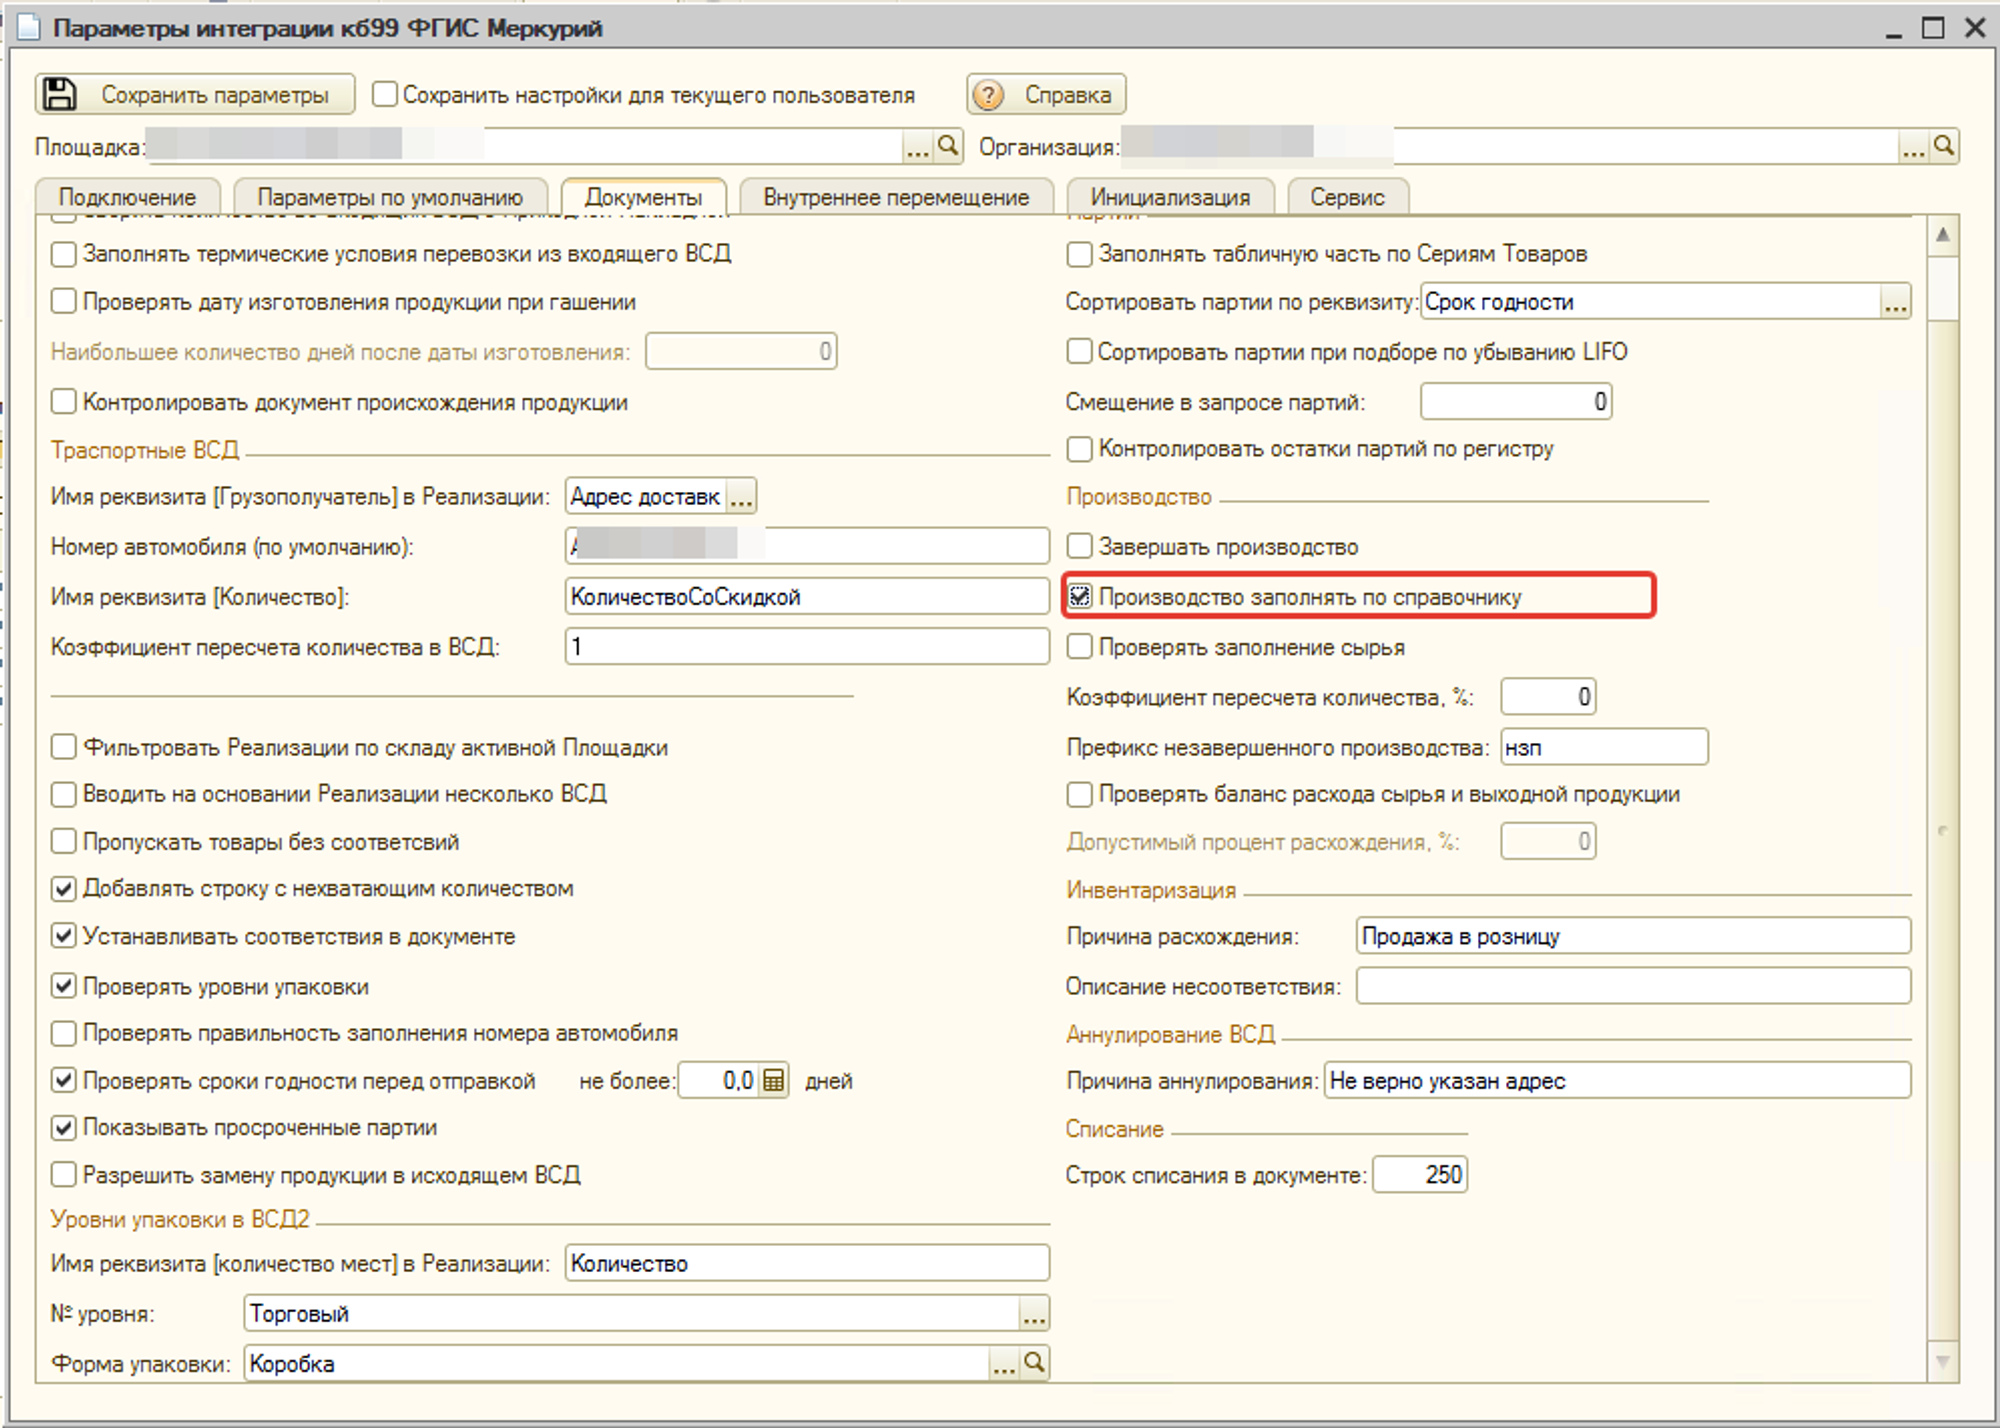 Параметры интеграции кб99 ФГИС Меркурий
Сохранить параметры
Сохранить настройки для текущего пользователя
Справка
Площадка:
Организация:
Подключение
Параметры по умолчанию
Документы
Внутреннее перемещение
Инициализация
Сервис
Заполнять термические условия перевозки из входящего ВСД
Проверять дату изготовления продукции при гашении
Наибольшее количество дней после даты изготовления: 0
Контролировать документ происхождения продукции
Траспортные ВСД
Имя реквизита [Грузополучатель] в Реализации: Адрес доставк ...
Номер автомобиля (по умолчанию):
Имя реквизита [Количество]: КоличествоСоСкидкой
Коэффициент пересчета количества в ВСД: 1
Фильтровать Реализации по складу активной Площадки
Вводить на основании Реализации несколько ВСД
Пропускать товары без соответсвий
Добавлять строку с нехватающим количеством
Устанавливать соответствия в документе
Проверять уровни упаковки
Проверять правильность заполнения номера автомобиля
Проверять сроки годности перед отправкой не более: 0,0 дней
Показывать просроченные партии
Разрешить замену продукции в исходящем ВСД
Уровни упаковки в ВСД2
Имя реквизита [количество мест] в Реализации: Количество
№ уровня: Торговый ...
Форма упаковки: Коробка ...
Партии
Заполнять табличную часть по Сериям Товаров
Сортировать партии по реквизиту: Срок годности ...
Сортировать партии при подборе по убыванию LIFO
Смещение в запросе партий: 0
Контролировать остатки партий по регистру
Производство
Завершать производство
Производство заполнять по справочнику
Проверять заполнение сырья
Коэффициент пересчета количества, %: 0
Префикс незавершенного производства: нзп
Проверять баланс расхода сырья и выходной продукции
Допустимый процент расхождения, %: 0
Инвентаризация
Причина расхождения: Продажа в розницу
Описание несоответствия:
Аннулирование ВСД
Причина аннулирования: Не верно указан адрес
Списание
Строк списания в документе: 250